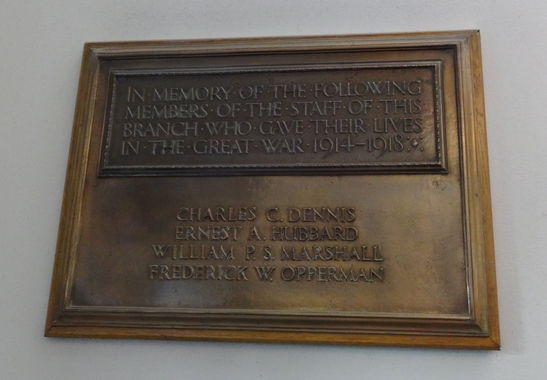 IN·MEMORY·OF·THE·FOLLOWING
MEMBERS·OF·THE·STAFF·OF·THIS
BRANCH·WHO·GAVE·THEIR·LIVES
IN·THE·GREAT·WAR·1914-1918
CHARLES C. DENNIS
ERNEST A. HUBBARD
WILLIAM P. S. MARSHALL
FREDERICK W. OPPERMAN